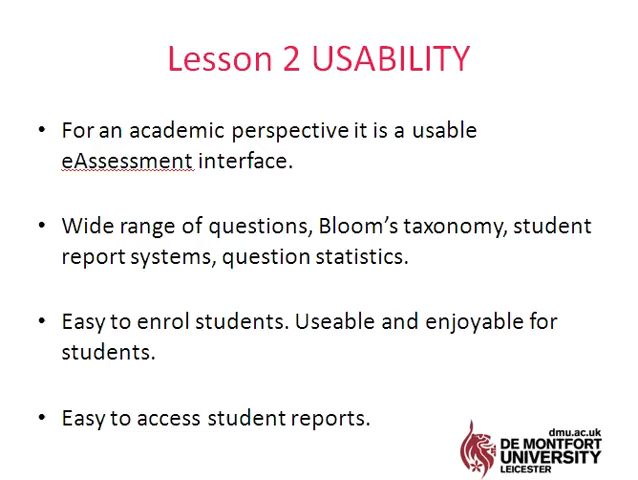 Lesson 2 USABILITY
• For an academic perspective it is a usable
eAssessment interface.
• Wide range of questions, Bloom's taxonomy, student
report systems, question statistics.
• Easy to enrol students. Useable and enjoyable for
students.
• Easy to access student reports.
dmu.ac.uk
DE MONTFORT
UNIVERSITY
LEICESTER